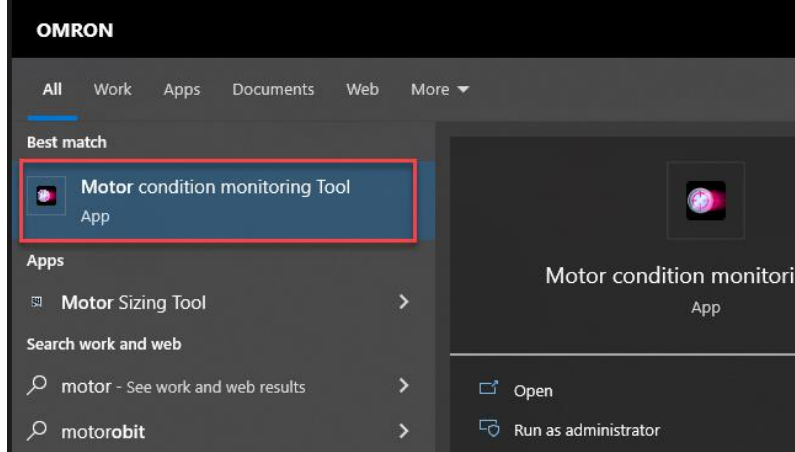 OMRON
All Work Apps Documents Web More
Best match
Motor condition monitoring Tool
App
Apps
Motor Sizing Tool
Search work and web
motor - See work and web results
motorobit
Motor condition monitori
App
Open
Run as administrator